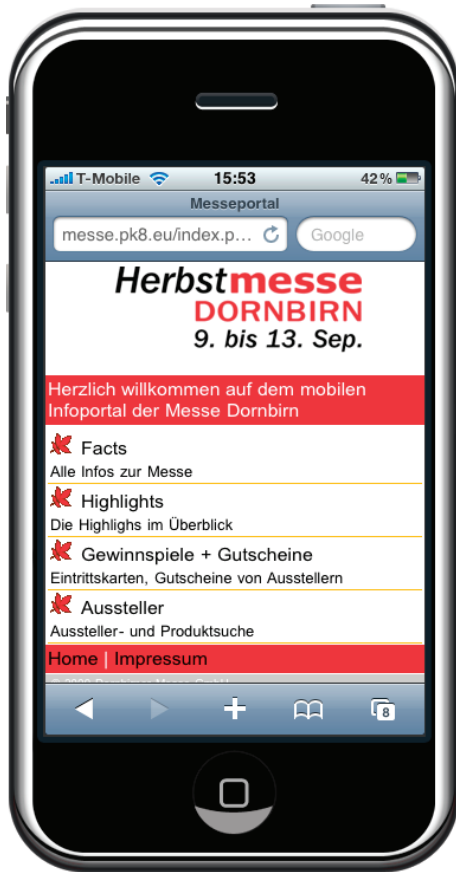 T-Mobile 15:53 42%
Messeportal
messe.pk8.eu/index.p... Google
Herbstmesse
DORNBIRN
9. bis 13. Sep.
Herzlich willkommen auf dem mobilen
Infoportal der Messe Dornbirn
Facts
Alle Infos zur Messe
Highlights
Die Highlighs im Überblick
Gewinnspiele + Gutscheine
Eintrittskarten, Gutscheine von Ausstellern
Aussteller
Aussteller- und Produktsuche
Home | Impressum
8